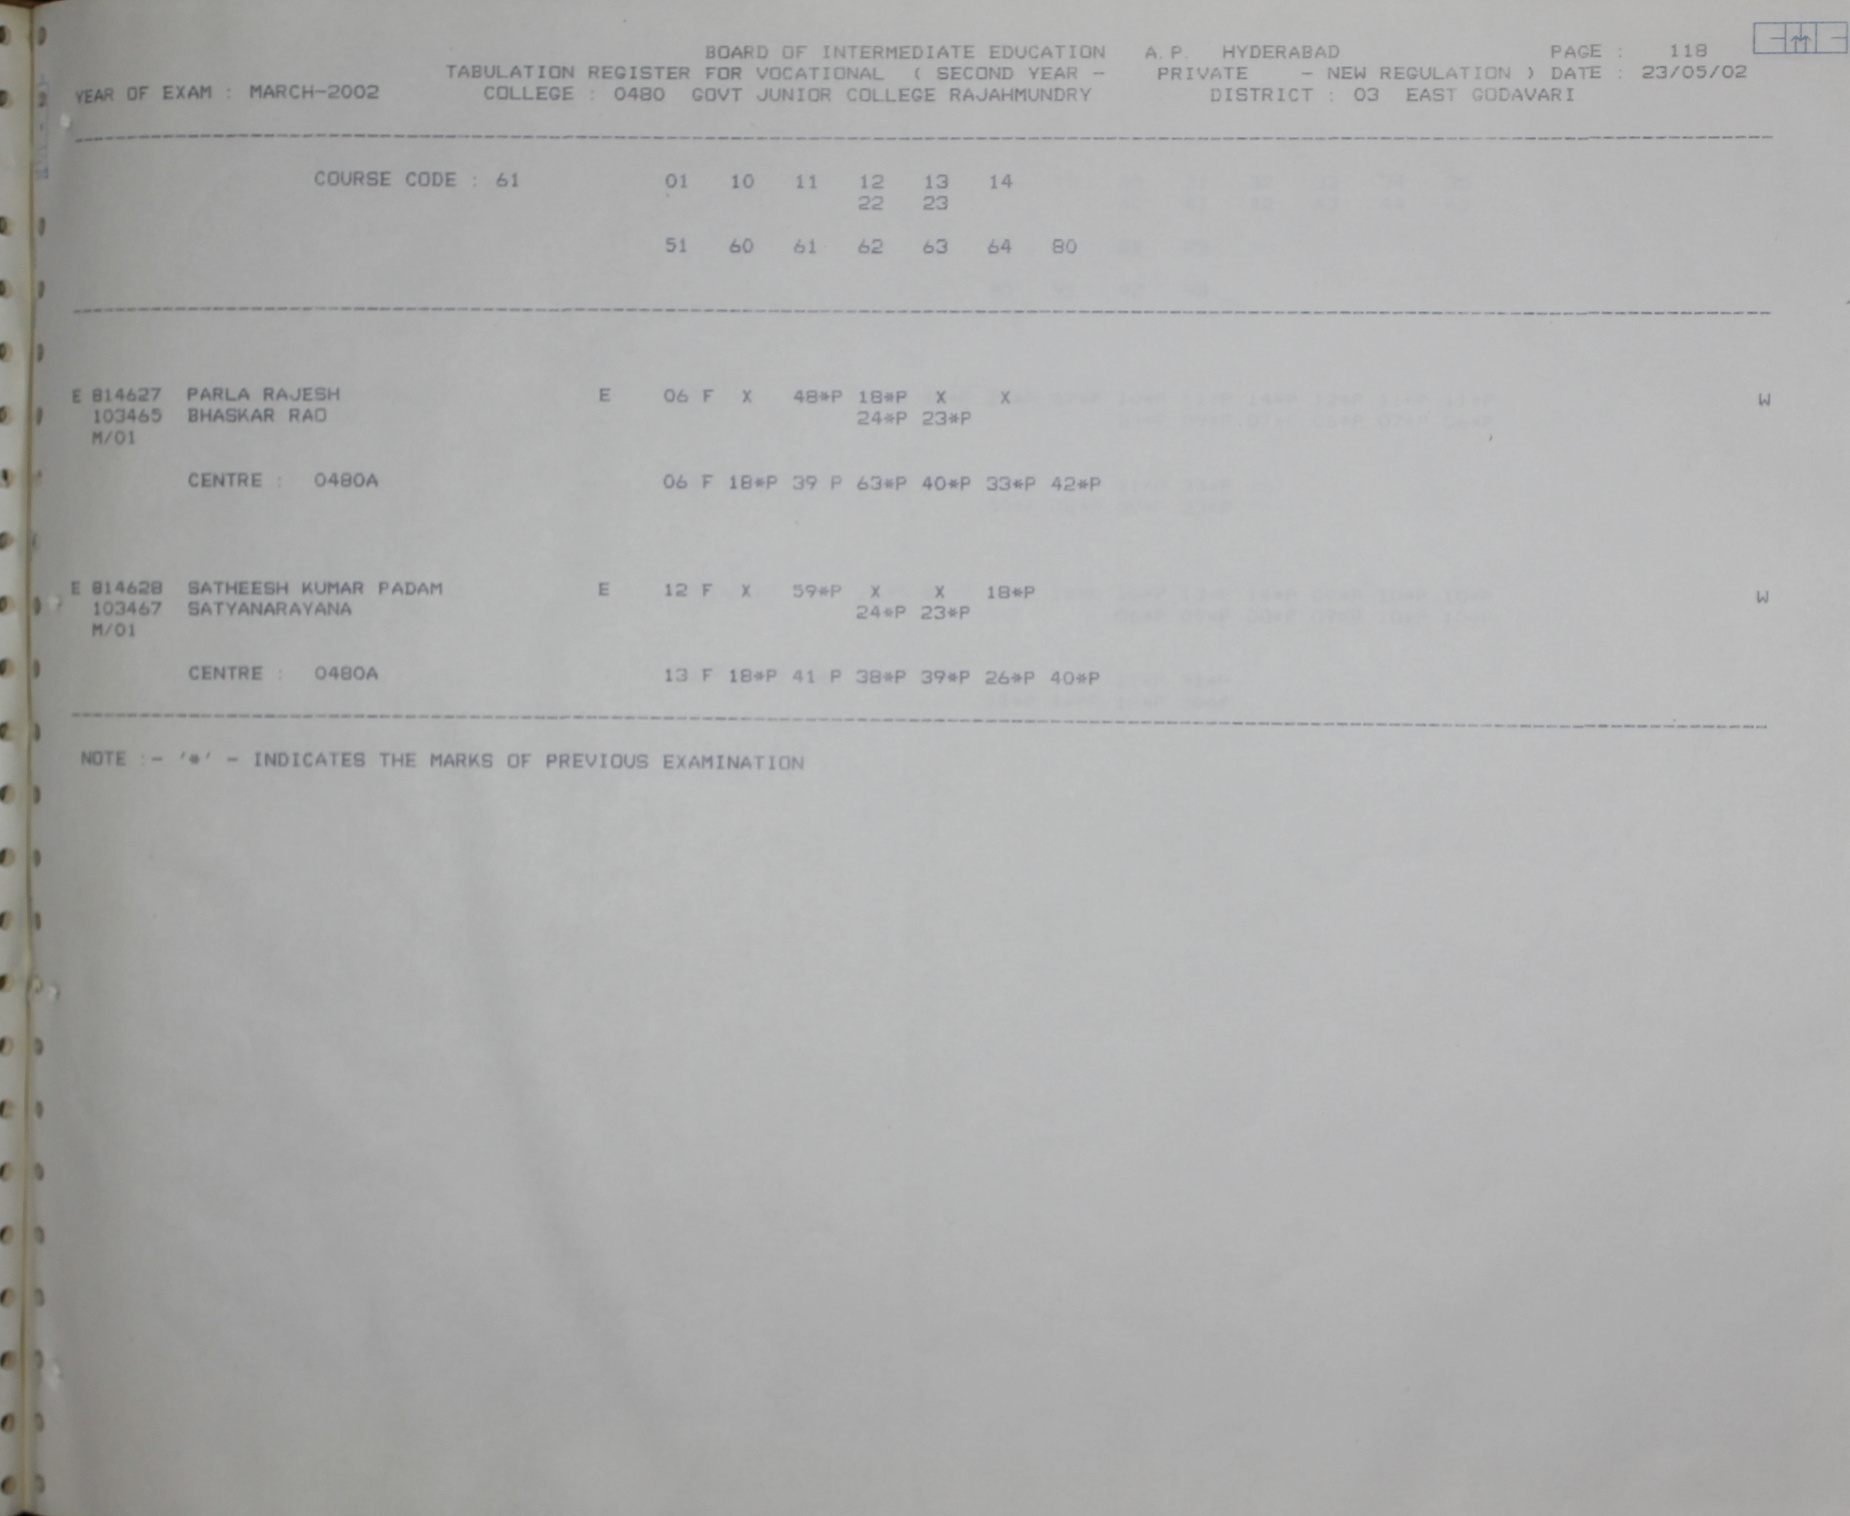 BOARD OF INTERMEDIATE EDUCATION A.P. HYDERABAD PAGE : 118
TABULATION REGISTER FOR VOCATIONAL ( SECOND YEAR - PRIVATE - NEW REGULATION ) DATE : 23/05/02
YEAR OF EXAM : MARCH-2002 COLLEGE : 0480 GOVT JUNIOR COLLEGE RAJAHMUNDRY DISTRICT : 03 EAST GODAVARI
COURSE CODE : 61 01 10 11 12 13 14
22 23
51 60 61 62 63 64 80
E 814627 PARLA RAJESH E 06 F X 48*P 18*P X X W
103465 BHASKAR RAO 24*P 23*P
M/01
CENTRE : 0480A 06 F 18*P 39 P 63*P 40*P 33*P 42*P
E 814628 SATHEESH KUMAR PADAM E 12 F X 59*P X X 18*P W
103467 SATYANARAYANA 24*P 23*P
M/01
CENTRE : 0480A 13 F 18*P 41 P 38*P 39*P 26*P 40*P
NOTE :- '*' - INDICATES THE MARKS OF PREVIOUS EXAMINATION